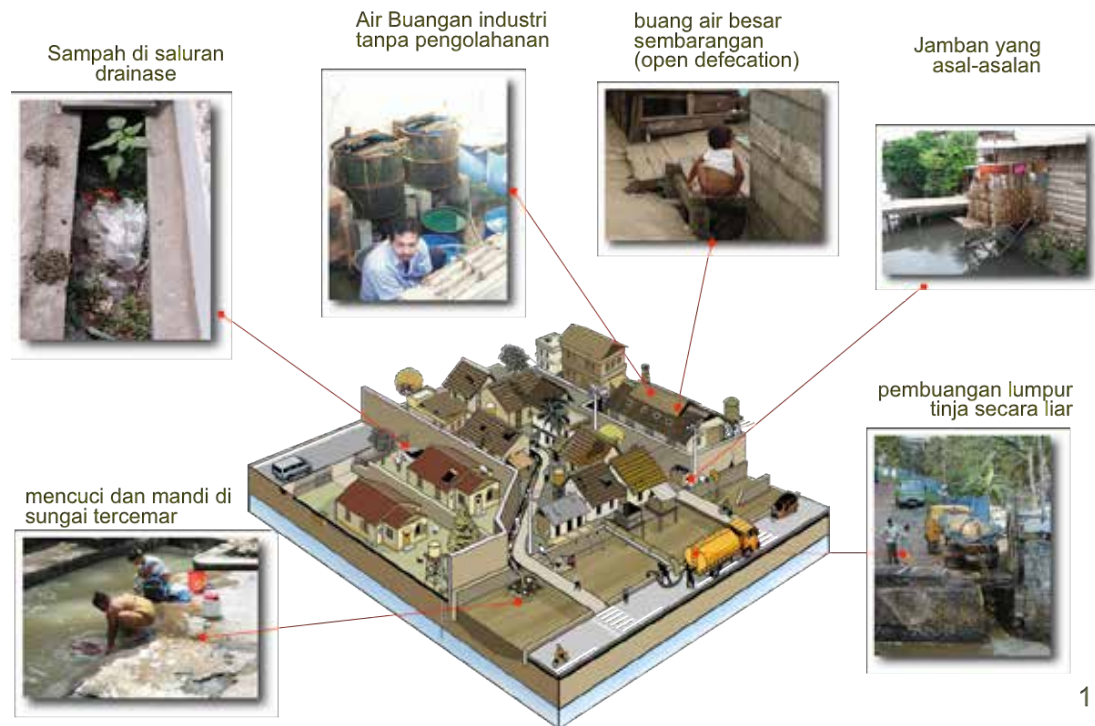 Sampah di saluran
drainase
Air Buangan industri
tanpa pengolahanan
buang air besar
sembarangan
(open defecation)
Jamban yang
asal-asalan
pembuangan lumpur
tinja secara liar
mencuci dan mandi di
sungai tercemar
1